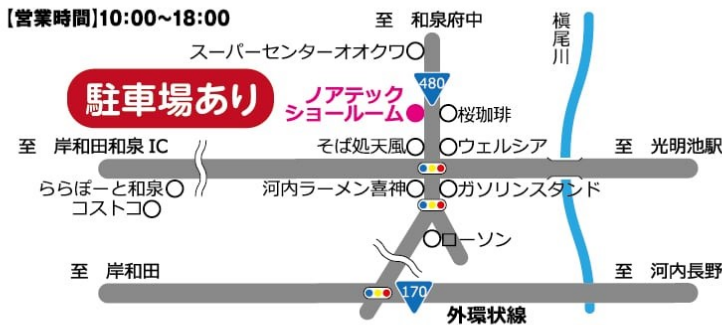 【営業時間】10:00~18:00
至 和泉府中
槇尾川
スーパーセンターオオクワ
480
駐車場あり
ノアテック
ショールーム
桜珈琲
至 岸和田和泉IC
そば処天風
ウェルシア
至 光明池駅
ららぽーと和泉
コストコ
河内ラーメン喜神
ガソリンスタンド
ローソン
至 岸和田
170
至 河内長野
外環状線